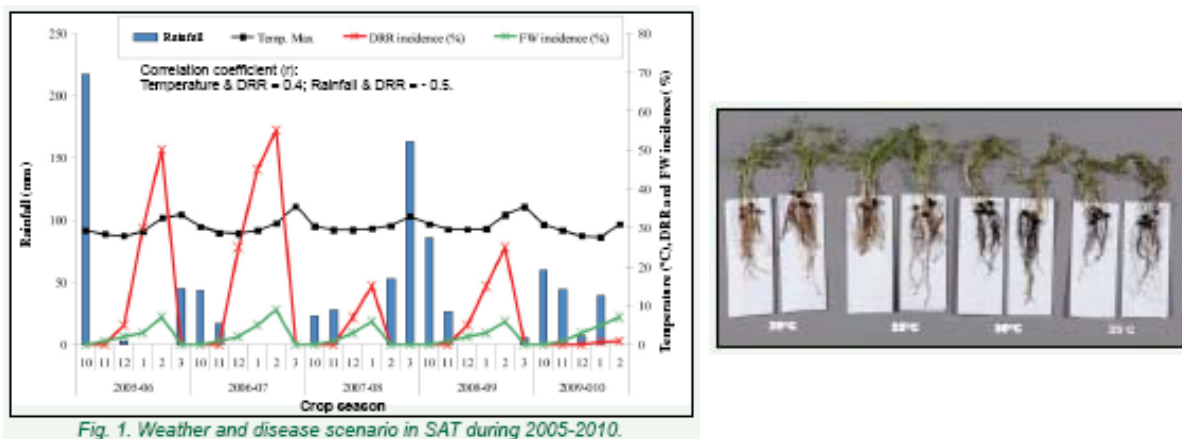 Rainfall Temp. Max DRR incidence (%) FW incidence (%)
Correlation coefficient (r):
Temperature & DRR = 0.4; Rainfall & DRR = - 0.5.
Rainfall (mm)
250
200
150
100
50
0
Temperature (°C), DRR and FW incidence (%)
80
70
60
50
40
30
20
10
0
10 11 12 1 2 3 10 11 12 1 2 3 10 11 12 1 2 3 10 11 12 1 2 3 10 11 12 1 2
2005-06 2006-07 2007-08 2008-09 2009-010
Crop season
Fig. 1. Weather and disease scenario in SAT during 2005-2010.